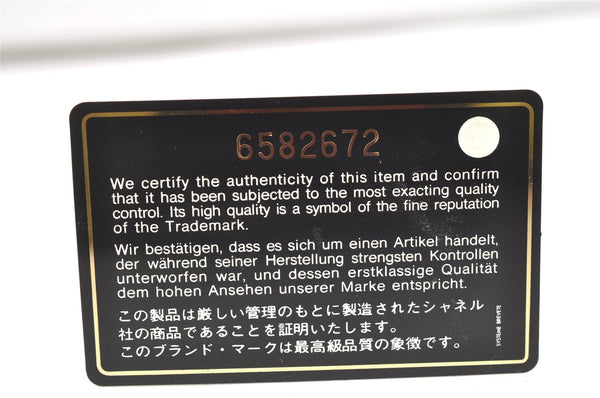 6582672
We certify the authenticity of this item and confirm
that it has been subjected to the most exacting quality
control. Its high quality is a symbol of the fine reputation
of the Trademark.
Wir bestätigen, dass es sich um einen Artikel handelt,
der während seiner Herstellung strengsten Kontrollen
unterworfen war, und dessen erstklassige Qualität
dem hohen Ansehen unserer Marke entspricht.
この製品は厳しい管理のもとに製造されたシャネル
社の商品であることを証明いたします。
このブランド・マークは最高級品質の象徴です。
SYSTEME BREVETE